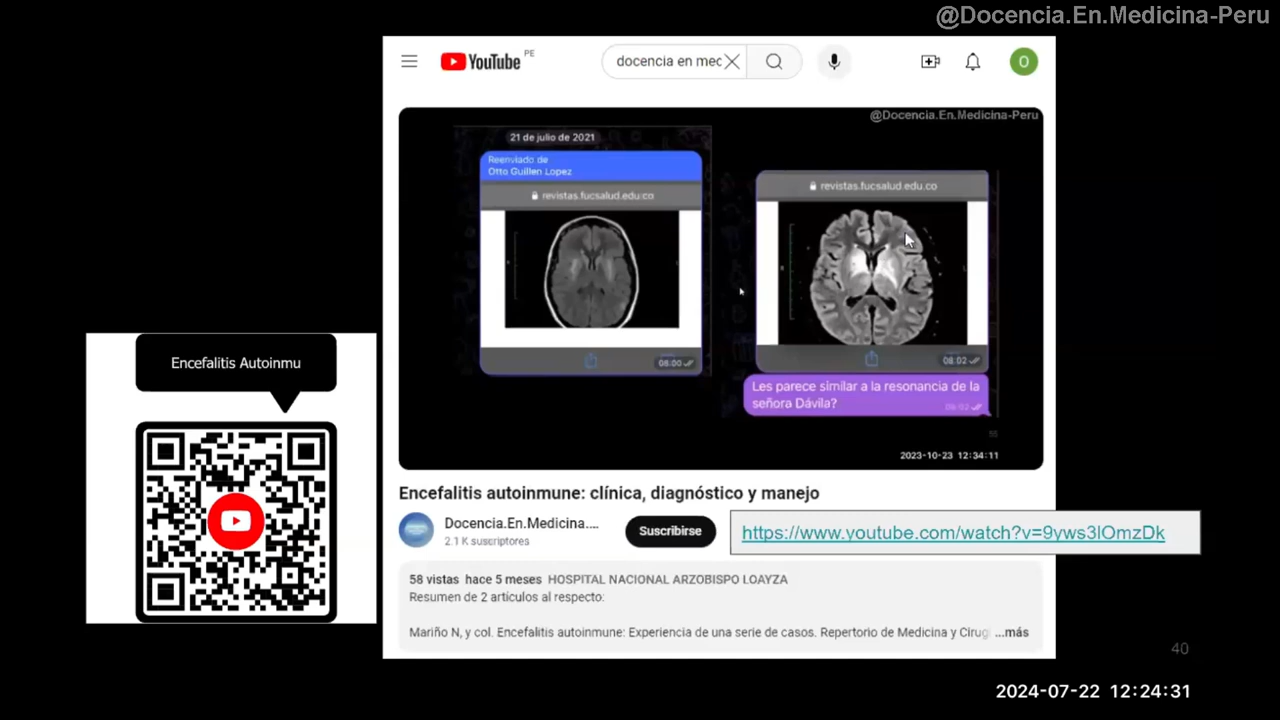 @Docencia.En.Medicina-Peru
YouTube PE
docencia en mec
O
@Docencia.En.Medicina-Peru
21 de julio de 2021
Reenviado de
Otto Guillen Lopez
revistas.fucsalud.edu.co
08:00
revistas.fucsalud.edu.co
08:02
Les parece similar a la resonancia de la
señora Dávila?
08:02
55
2023-10-23 12:34:11
Encefalitis Autoinmu
Encefalitis autoinmune: clínica, diagnóstico y manejo
Docencia.En.Medicina....
2.1 K suscriptores
Suscribirse
https://www.youtube.com/watch?v=9yws3lOmzDk
58 vistas hace 5 meses HOSPITAL NACIONAL ARZOBISPO LOAYZA
Resumen de 2 artículos al respecto:
Mariño N, y col. Encefalitis autoinmune: Experiencia de una serie de casos. Repertorio de Medicina y Cirug ...más
40
2024-07-22 12:24:31